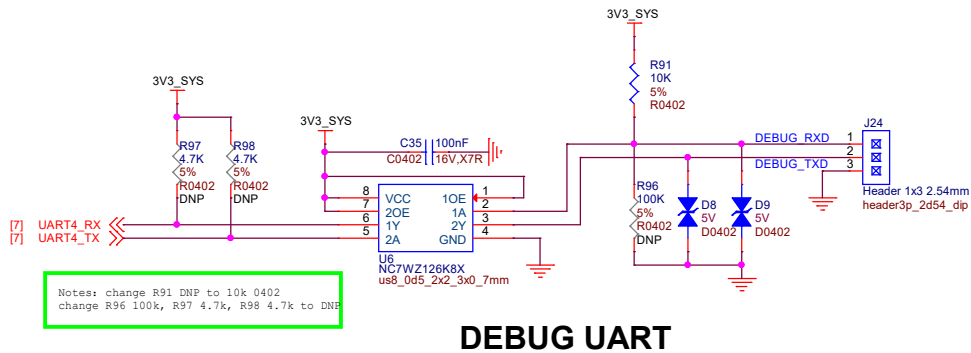 3V3_SYS
R91
10K
5%
R0402
3V3_SYS
R97
4.7K
5%
R0402
DNP
R98
4.7K
5%
R0402
DNP
3V3_SYS
C35
100nF
C0402
16V,X7R
J24
DEBUG_RXD
1
DEBUG_TXD
2
3
Header 1x3 2.54mm
header3p_2d54_dip
8
VCC
1OE
1
7
2OE
1A
2
6
1Y
2Y
3
5
2A
GND
4
U6
NC7WZ126K8X
us8_0d5_2x2_3x0_7mm
R96
100K
5%
R0402
DNP
D8
5V
D0402
D9
5V
D0402
[7] UART4_RX
[7] UART4_TX
Notes: change R91 DNP to 10k 0402
change R96 100k, R97 4.7k, R98 4.7k to DNP
DEBUG UART